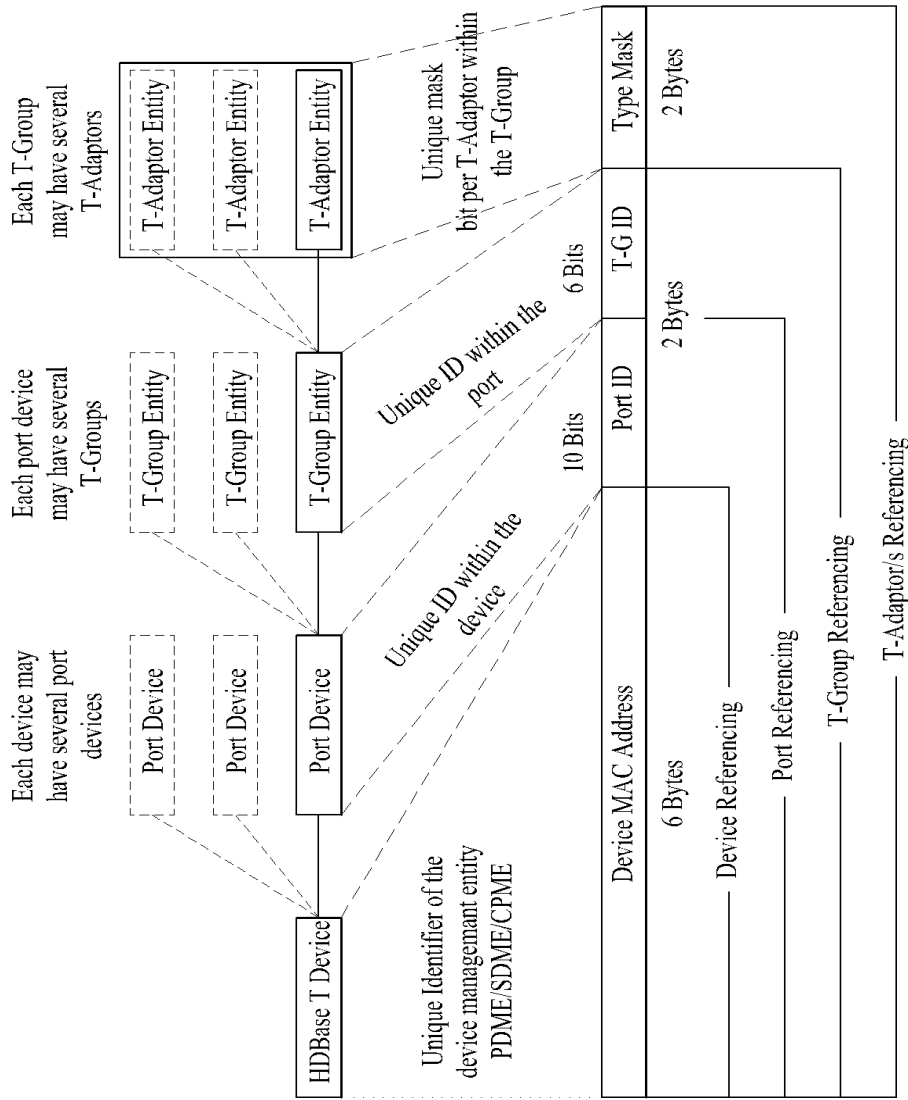 Each device may
have several port
devices
Each port device
may have several
T-Groups
Each T-Group
may have several
T-Adaptors
Port Device
T-Group Entity
T-Adaptor Entity
Port Device
T-Group Entity
T-Adaptor Entity
HDBase T Device
Port Device
T-Group Entity
T-Adaptor Entity
Unique Identifier of the
device managemant entity
PDME/SDME/CPME
Unique ID within the
device
Unique ID within the
port
Unique mask
bit per T-Adaptor within
the T-Group
10 Bits
6 Bits
Device MAC Address
Port ID
T-G ID
Type Mask
6 Bytes
2 Bytes
2 Bytes
Device Referencing
Port Referencing
T-Group Referencing
T-Adaptor/s Referencing